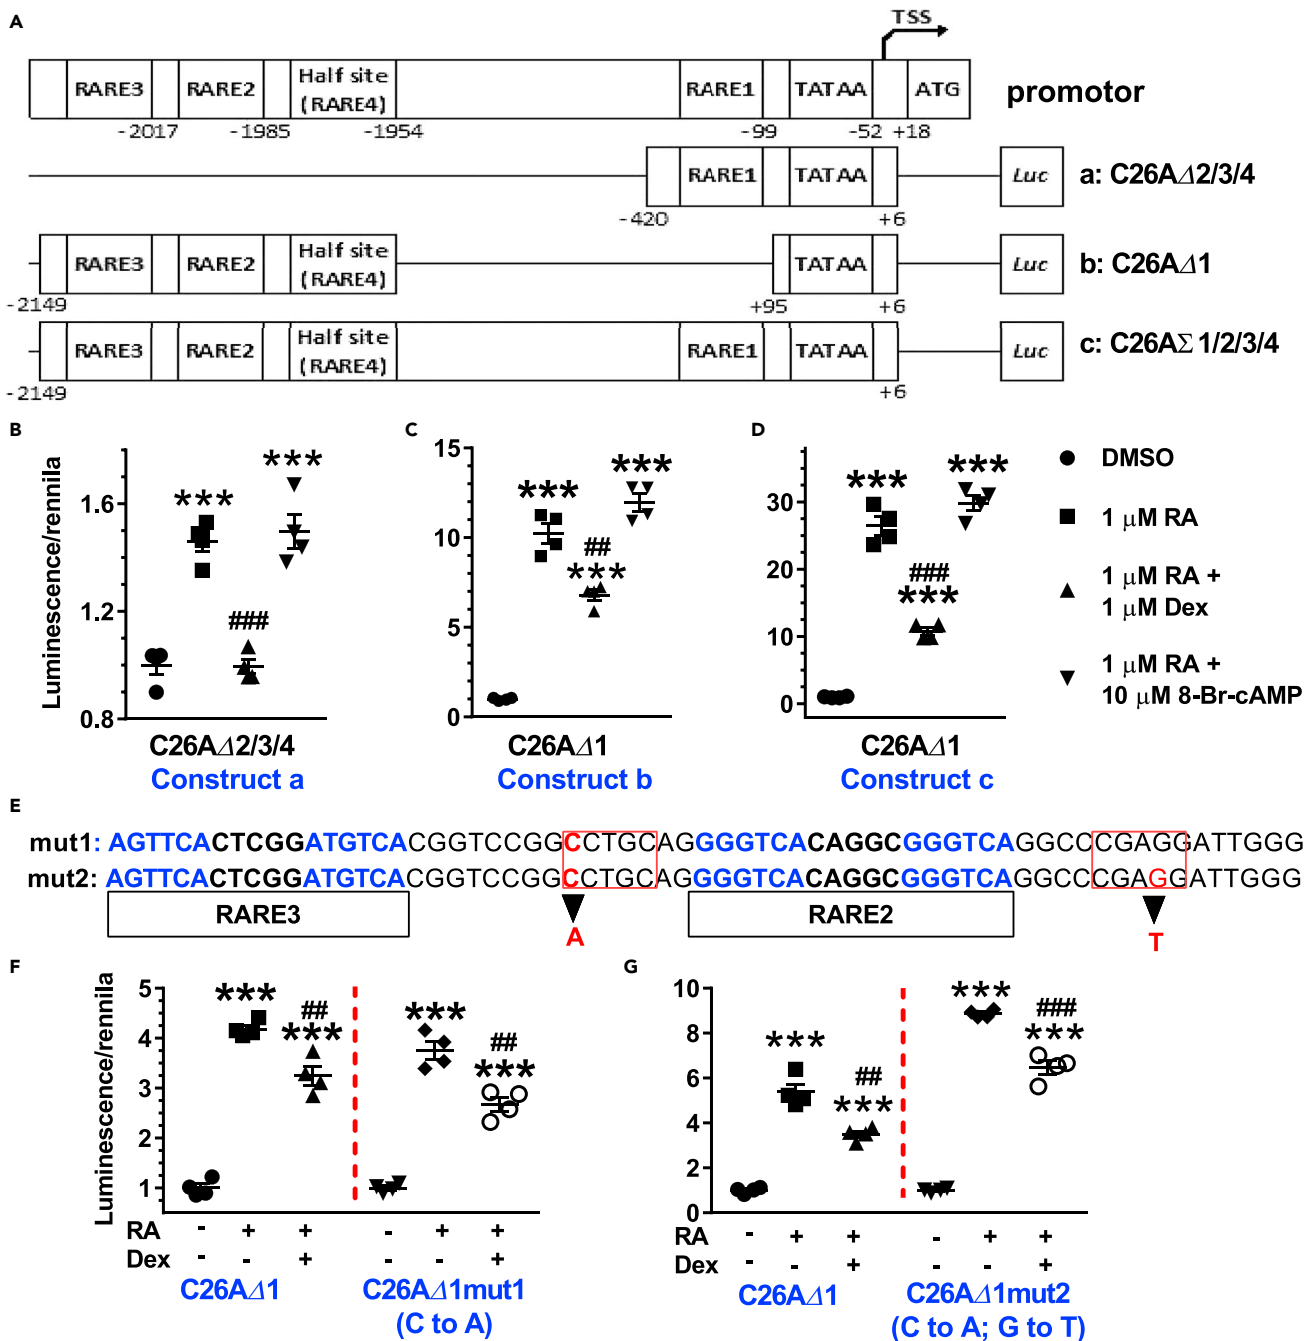 A
TSS
RARE3
RARE2
Half site
(RARE4)
RARE1
TATAA
ATG
promotor
-2017
-1985
-1954
-99
-52
+18
RARE1
TATAA
Luc
a: C26AΔ2/3/4
-420
+6
RARE3
RARE2
Half site
(RARE4)
TATAA
Luc
b: C26AΔ1
-2149
+95
+6
RARE3
RARE2
Half site
(RARE4)
RARE1
TATAA
Luc
c: C26AΣ1/2/3/4
-2149
+6
B
Luminescence/rennila
1.6
1.2
0.8
***
###
***
C26AΔ2/3/4
Construct a
C
15
10
5
0
***
##
***
***
C26AΔ1
Construct b
D
30
20
10
0
***
###
***
***
C26AΔ1
Construct c
DMSO
1 μM RA
1 μM RA +
1 μM Dex
1 μM RA +
10 μM 8-Br-cAMP
E
mut1: AGTTCACTCGGATGTCACGGTCCGGCCTGCAGGGGTCACAGGCGGGTCAGGCCCGAGGATTGGG
mut2: AGTTCACTCGGATGTCACGGTCCGGCCTGCAGGGGTCACAGGCGGGTCAGGCCCGAGGATTGGG
RARE3
RARE2
A
T
F
Luminescence/rennila
5
4
3
2
1
***
##
***
***
##
***
RA - + + - + +
Dex - - + - - +
C26AΔ1
C26AΔ1mut1
(C to A)
G
10
8
6
4
2
0
***
##
***
***
###
***
RA - + + - + +
Dex - - + - - +
C26AΔ1
C26AΔ1mut2
(C to A; G to T)